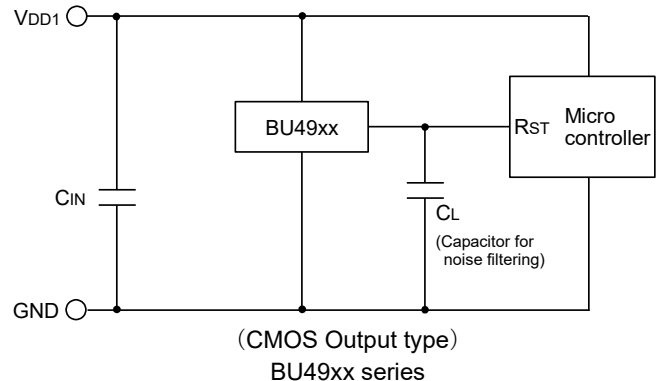 VDD1
BU49xx
RST
Micro
controller
CIN
CL
(Capacitor for
noise filtering)
GND
（CMOS Output type）
BU49xx series